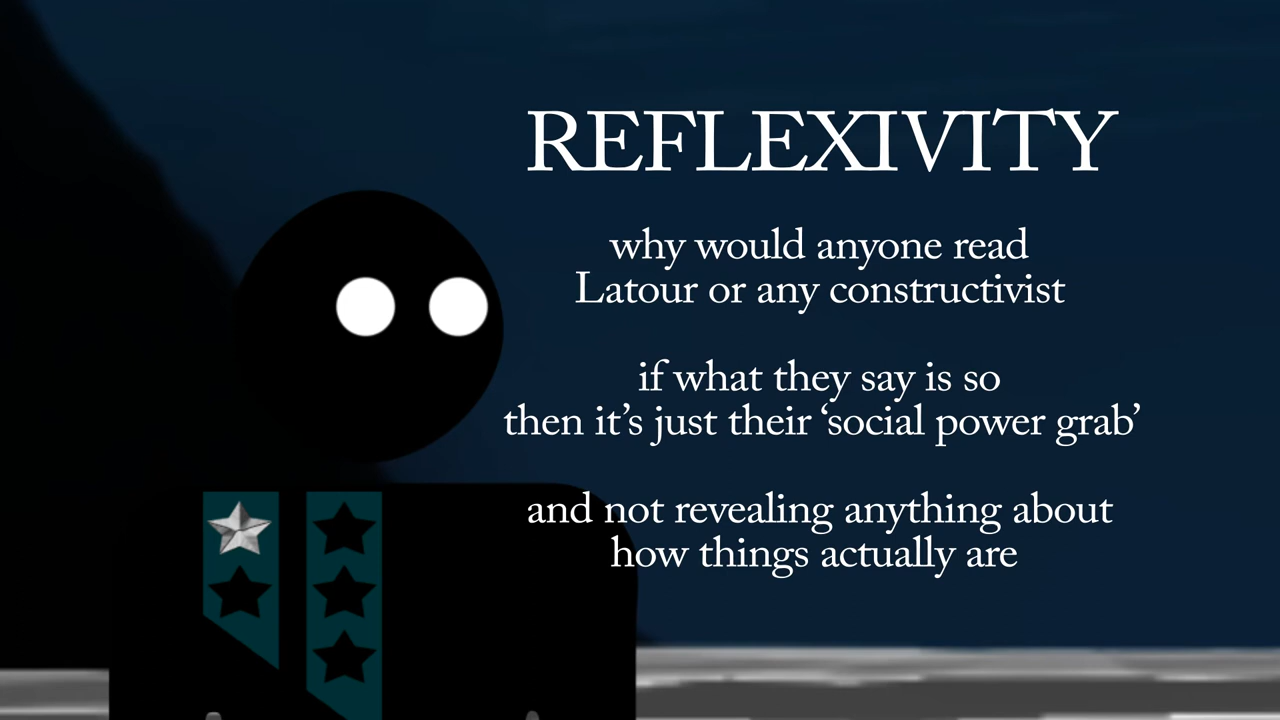 REFLEXIVITY
why would anyone read
Latour or any constructivist
if what they say is so
then it’s just their ‘social power grab’
and not revealing anything about
how things actually are